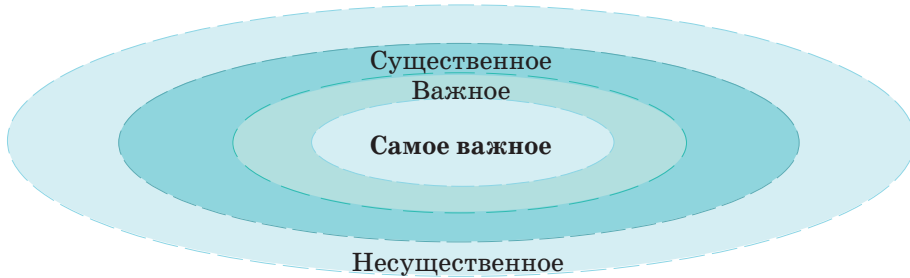 Существенное
Важное
Самое важное
Несущественное